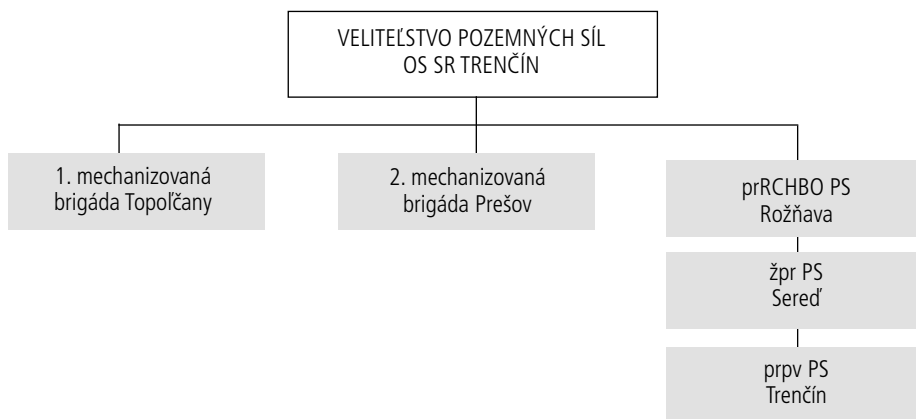 VELITEĽSTVO POZEMNÝCH SÍL
OS SR TRENČÍN
1. mechanizovaná
brigáda Topoľčany
2. mechanizovaná
brigáda Prešov
prRCHBO PS
Rožňava
žpr PS
Sereď
prpv PS
Trenčín